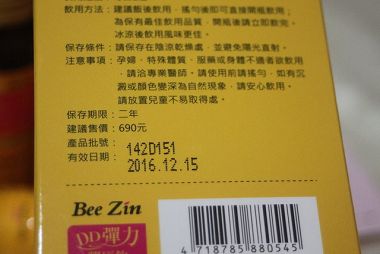 飲用方法：建議飯後飲用，搖勻後即可直接開瓶飲用；
為保有最佳飲用品質，開瓶後請立即飲完。
冰涼後飲用風味更佳。
保存條件：請保存在陰涼乾燥處，並避免陽光直射。
注意事項：孕婦、特殊體質、服藥或身體不適者欲飲用
，請洽專業醫師。請使用前請搖勻，如有沉
澱或顏色變深為自然現象，請安心飲用。
請放置兒童不易取得處。
保存期限：二年
建議售價：690元
產品批號：
142D151
有效日期：
2016.12.15
Bee Zin
DD彈力
4 718785 880545